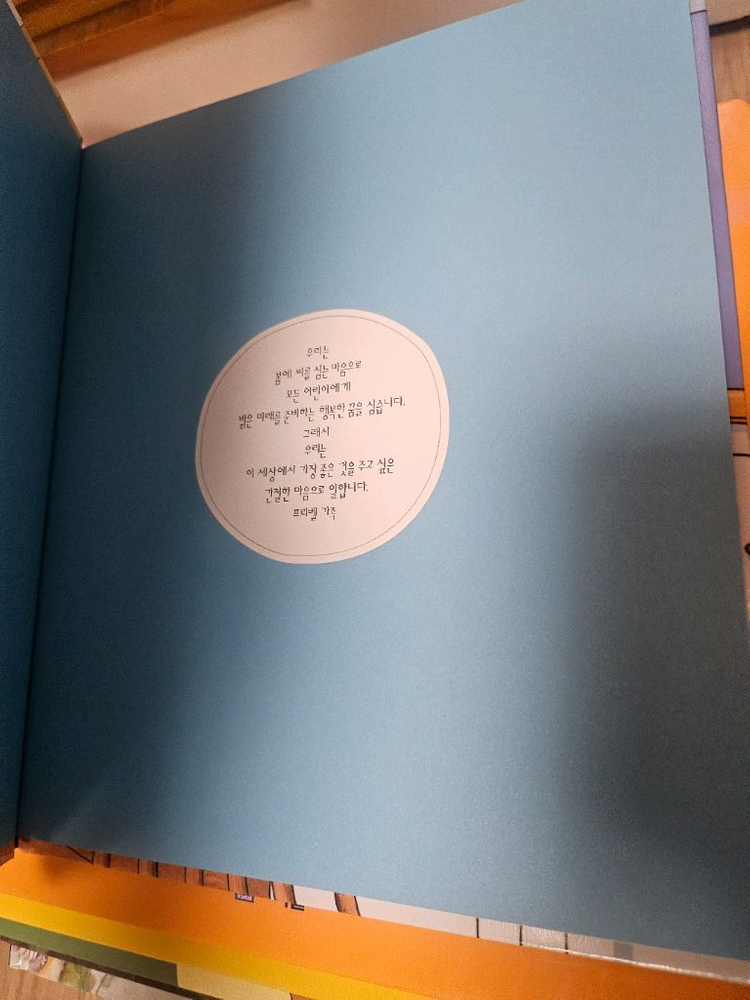 우리는
봄에 씨를 심는 마음으로
모든 어린이에게
밝은 미래를 준비하는 행복한 꿈을 심습니다.
그래서
우리는
이 세상에서 가장 좋은 것을 주고 싶은
간절한 마음으로 일합니다.
프뢰벨 가족